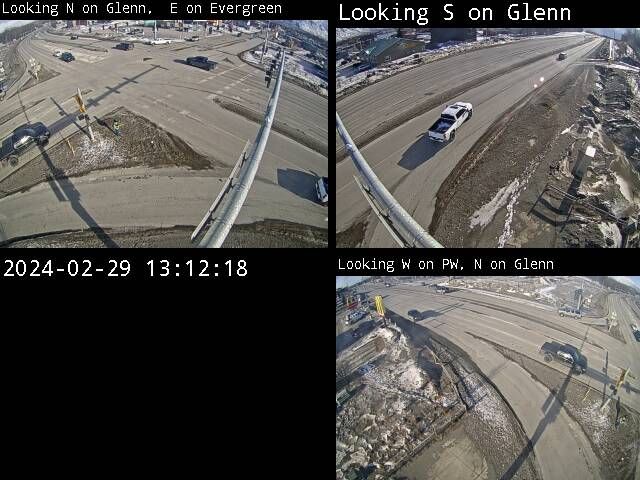 Looking N on Glenn,  E on Evergreen
Looking S on Glenn
2024-02-29 13:12:18
Looking W on PW, N on Glenn